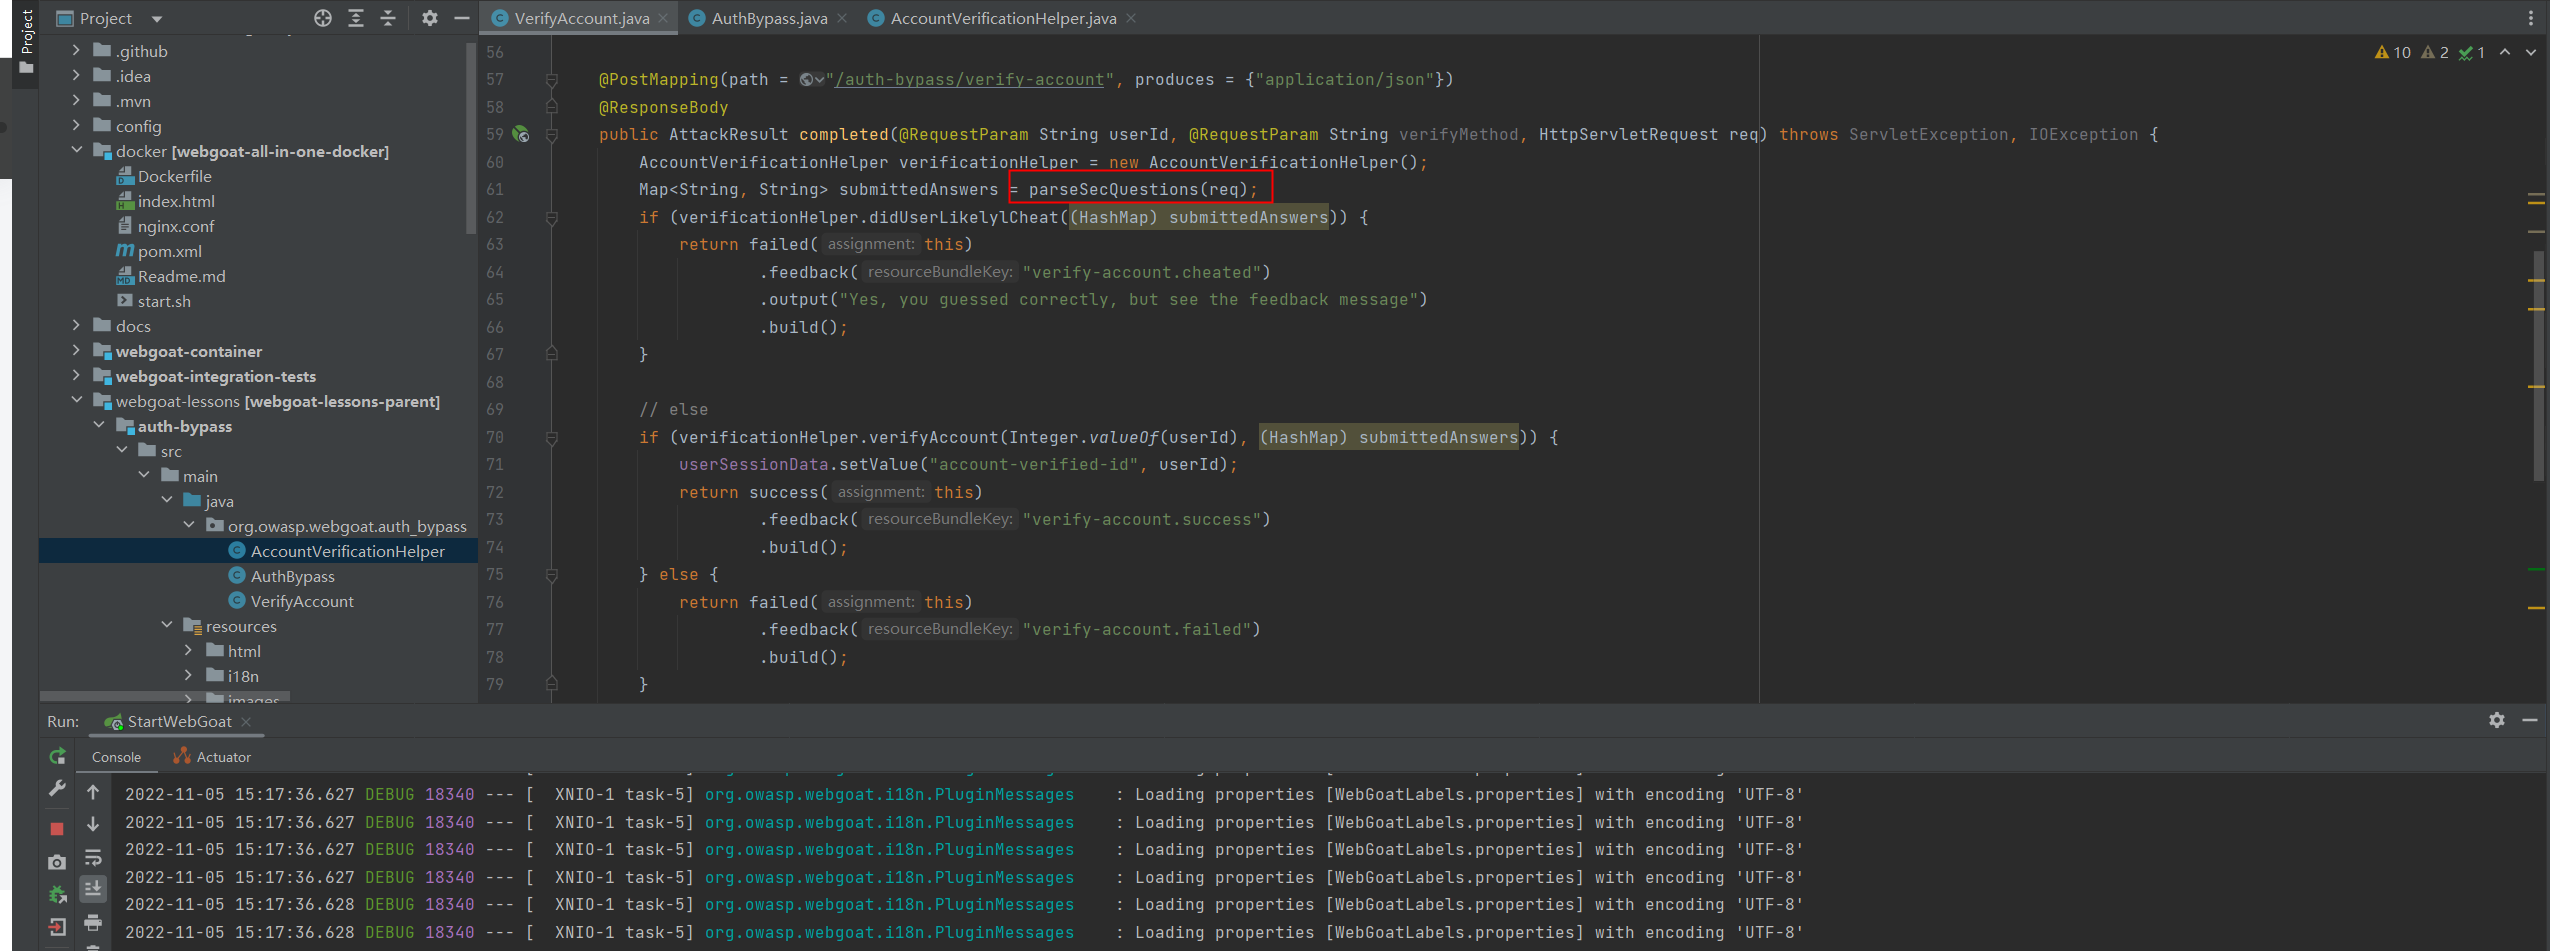 Project
Project
.github
.idea
.mvn
config
docker [webgoat-all-in-one-docker]
Dockerfile
index.html
nginx.conf
pom.xml
Readme.md
start.sh
docs
webgoat-container
webgoat-integration-tests
webgoat-lessons [webgoat-lessons-parent]
auth-bypass
src
main
java
org.owasp.webgoat.auth_bypass
AccountVerificationHelper
AuthBypass
VerifyAccount
resources
html
i18n
images
VerifyAccount.java AuthBypass.java AccountVerificationHelper.java
10 2 1
56
57 @PostMapping(path = "/auth-bypass/verify-account", produces = {"application/json"})
58 @ResponseBody
59 public AttackResult completed(@RequestParam String userId, @RequestParam String verifyMethod, HttpServletRequest req) throws ServletException, IOException {
60 AccountVerificationHelper verificationHelper = new AccountVerificationHelper();
61 Map<String, String> submittedAnswers = parseSecQuestions(req);
62 if (verificationHelper.didUserLikelylCheat((HashMap) submittedAnswers)) {
63 return failed( assignment: this)
64 .feedback( resourceBundleKey: "verify-account.cheated")
65 .output("Yes, you guessed correctly, but see the feedback message")
66 .build();
67 }
68
69 // else
70 if (verificationHelper.verifyAccount(Integer.valueOf(userId), (HashMap) submittedAnswers)) {
71 userSessionData.setValue("account-verified-id", userId);
72 return success( assignment: this)
73 .feedback( resourceBundleKey: "verify-account.success")
74 .build();
75 } else {
76 return failed( assignment: this)
77 .feedback( resourceBundleKey: "verify-account.failed")
78 .build();
79 }
Run: StartWebGoat
Console Actuator
2022-11-05 15:17:36.627 DEBUG 18340 --- [  XNIO-1 task-5] org.owasp.webgoat.i18n.PluginMessages    : Loading properties [WebGoatLabels.properties] with encoding 'UTF-8'
2022-11-05 15:17:36.627 DEBUG 18340 --- [  XNIO-1 task-5] org.owasp.webgoat.i18n.PluginMessages    : Loading properties [WebGoatLabels.properties] with encoding 'UTF-8'
2022-11-05 15:17:36.627 DEBUG 18340 --- [  XNIO-1 task-5] org.owasp.webgoat.i18n.PluginMessages    : Loading properties [WebGoatLabels.properties] with encoding 'UTF-8'
2022-11-05 15:17:36.627 DEBUG 18340 --- [  XNIO-1 task-5] org.owasp.webgoat.i18n.PluginMessages    : Loading properties [WebGoatLabels.properties] with encoding 'UTF-8'
2022-11-05 15:17:36.628 DEBUG 18340 --- [  XNIO-1 task-5] org.owasp.webgoat.i18n.PluginMessages    : Loading properties [WebGoatLabels.properties] with encoding 'UTF-8'
2022-11-05 15:17:36.628 DEBUG 18340 --- [  XNIO-1 task-5] org.owasp.webgoat.i18n.PluginMessages    : Loading properties [WebGoatLabels.properties] with encoding 'UTF-8'